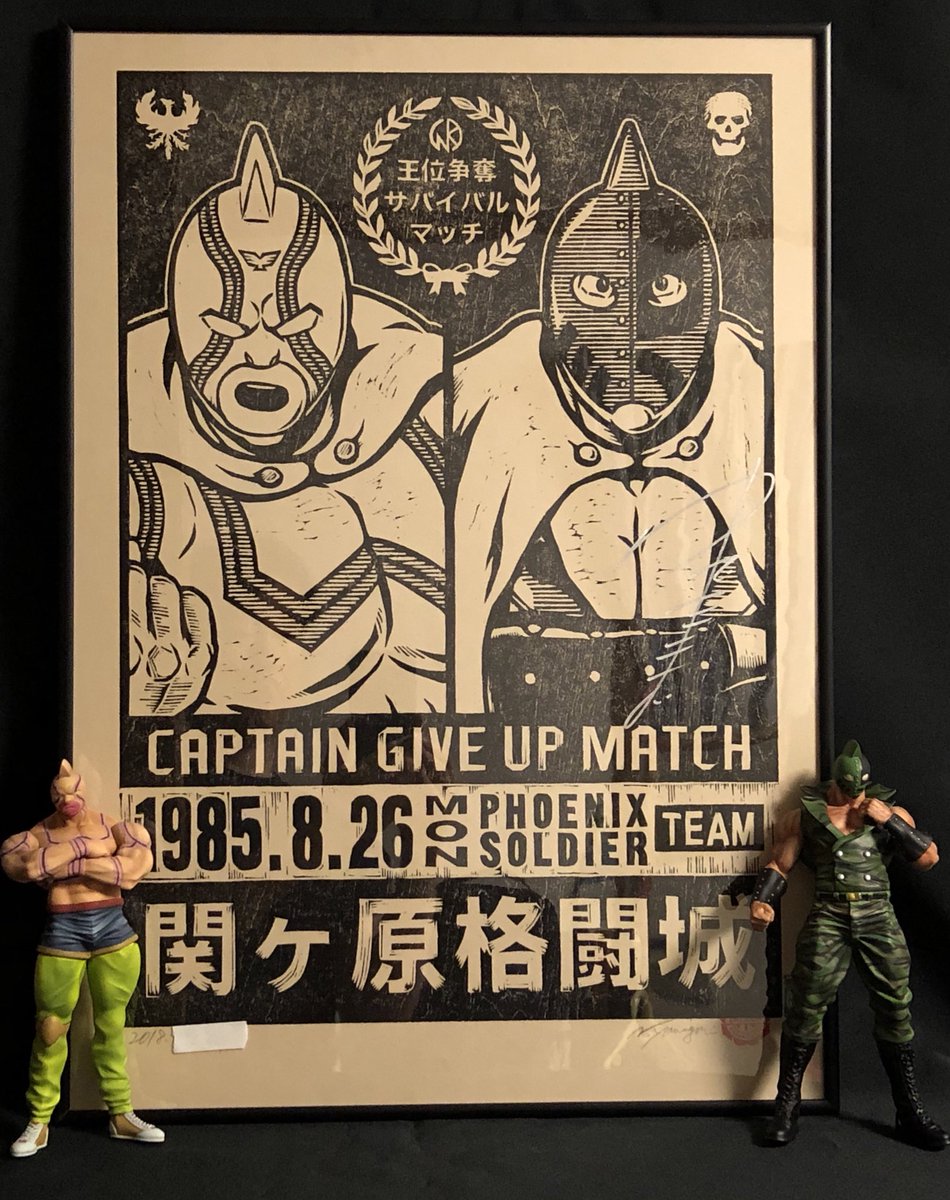 王位争奪
サバイバル
マッチ
CAPTAIN GIVE UP MATCH
1985.8.26 MON PHOENIX SOLDIER TEAM
関ヶ原格闘城
2018.